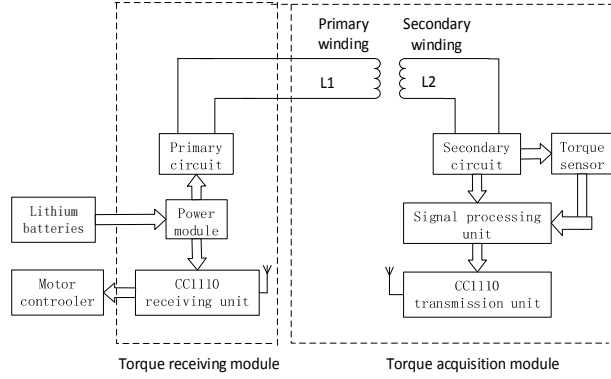 Primary
winding
Secondary
winding
L1
L2
Primary
circuit
Secondary
circuit
Torque
sensor
Lithium
batteries
Power
module
Signal processing
unit
Motor
controoler
CC1110
receiving unit
CC1110
transmission unit
Torque receiving module
Torque acquisition module